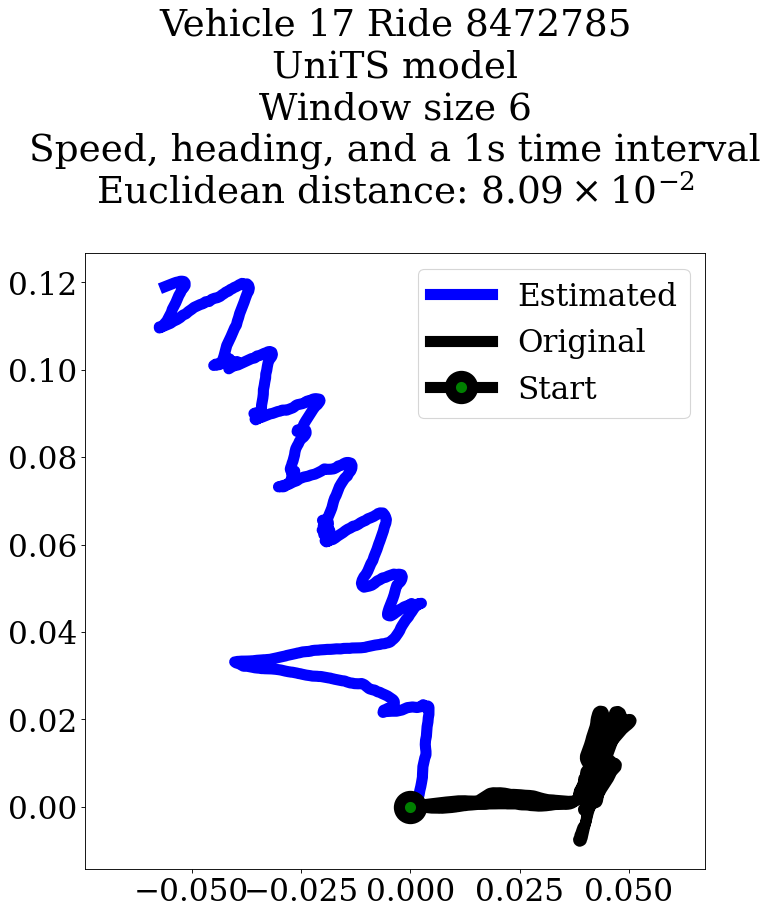 Vehicle 17 Ride 8472785
UniTS model
Window size 6
Speed, heading, and a 1s time interval
Euclidean distance: 8.09 × 10⁻²
Estimated
Original
Start
0.12
0.10
0.08
0.06
0.04
0.02
0.00
−0.050 −0.025 0.000 0.025 0.050